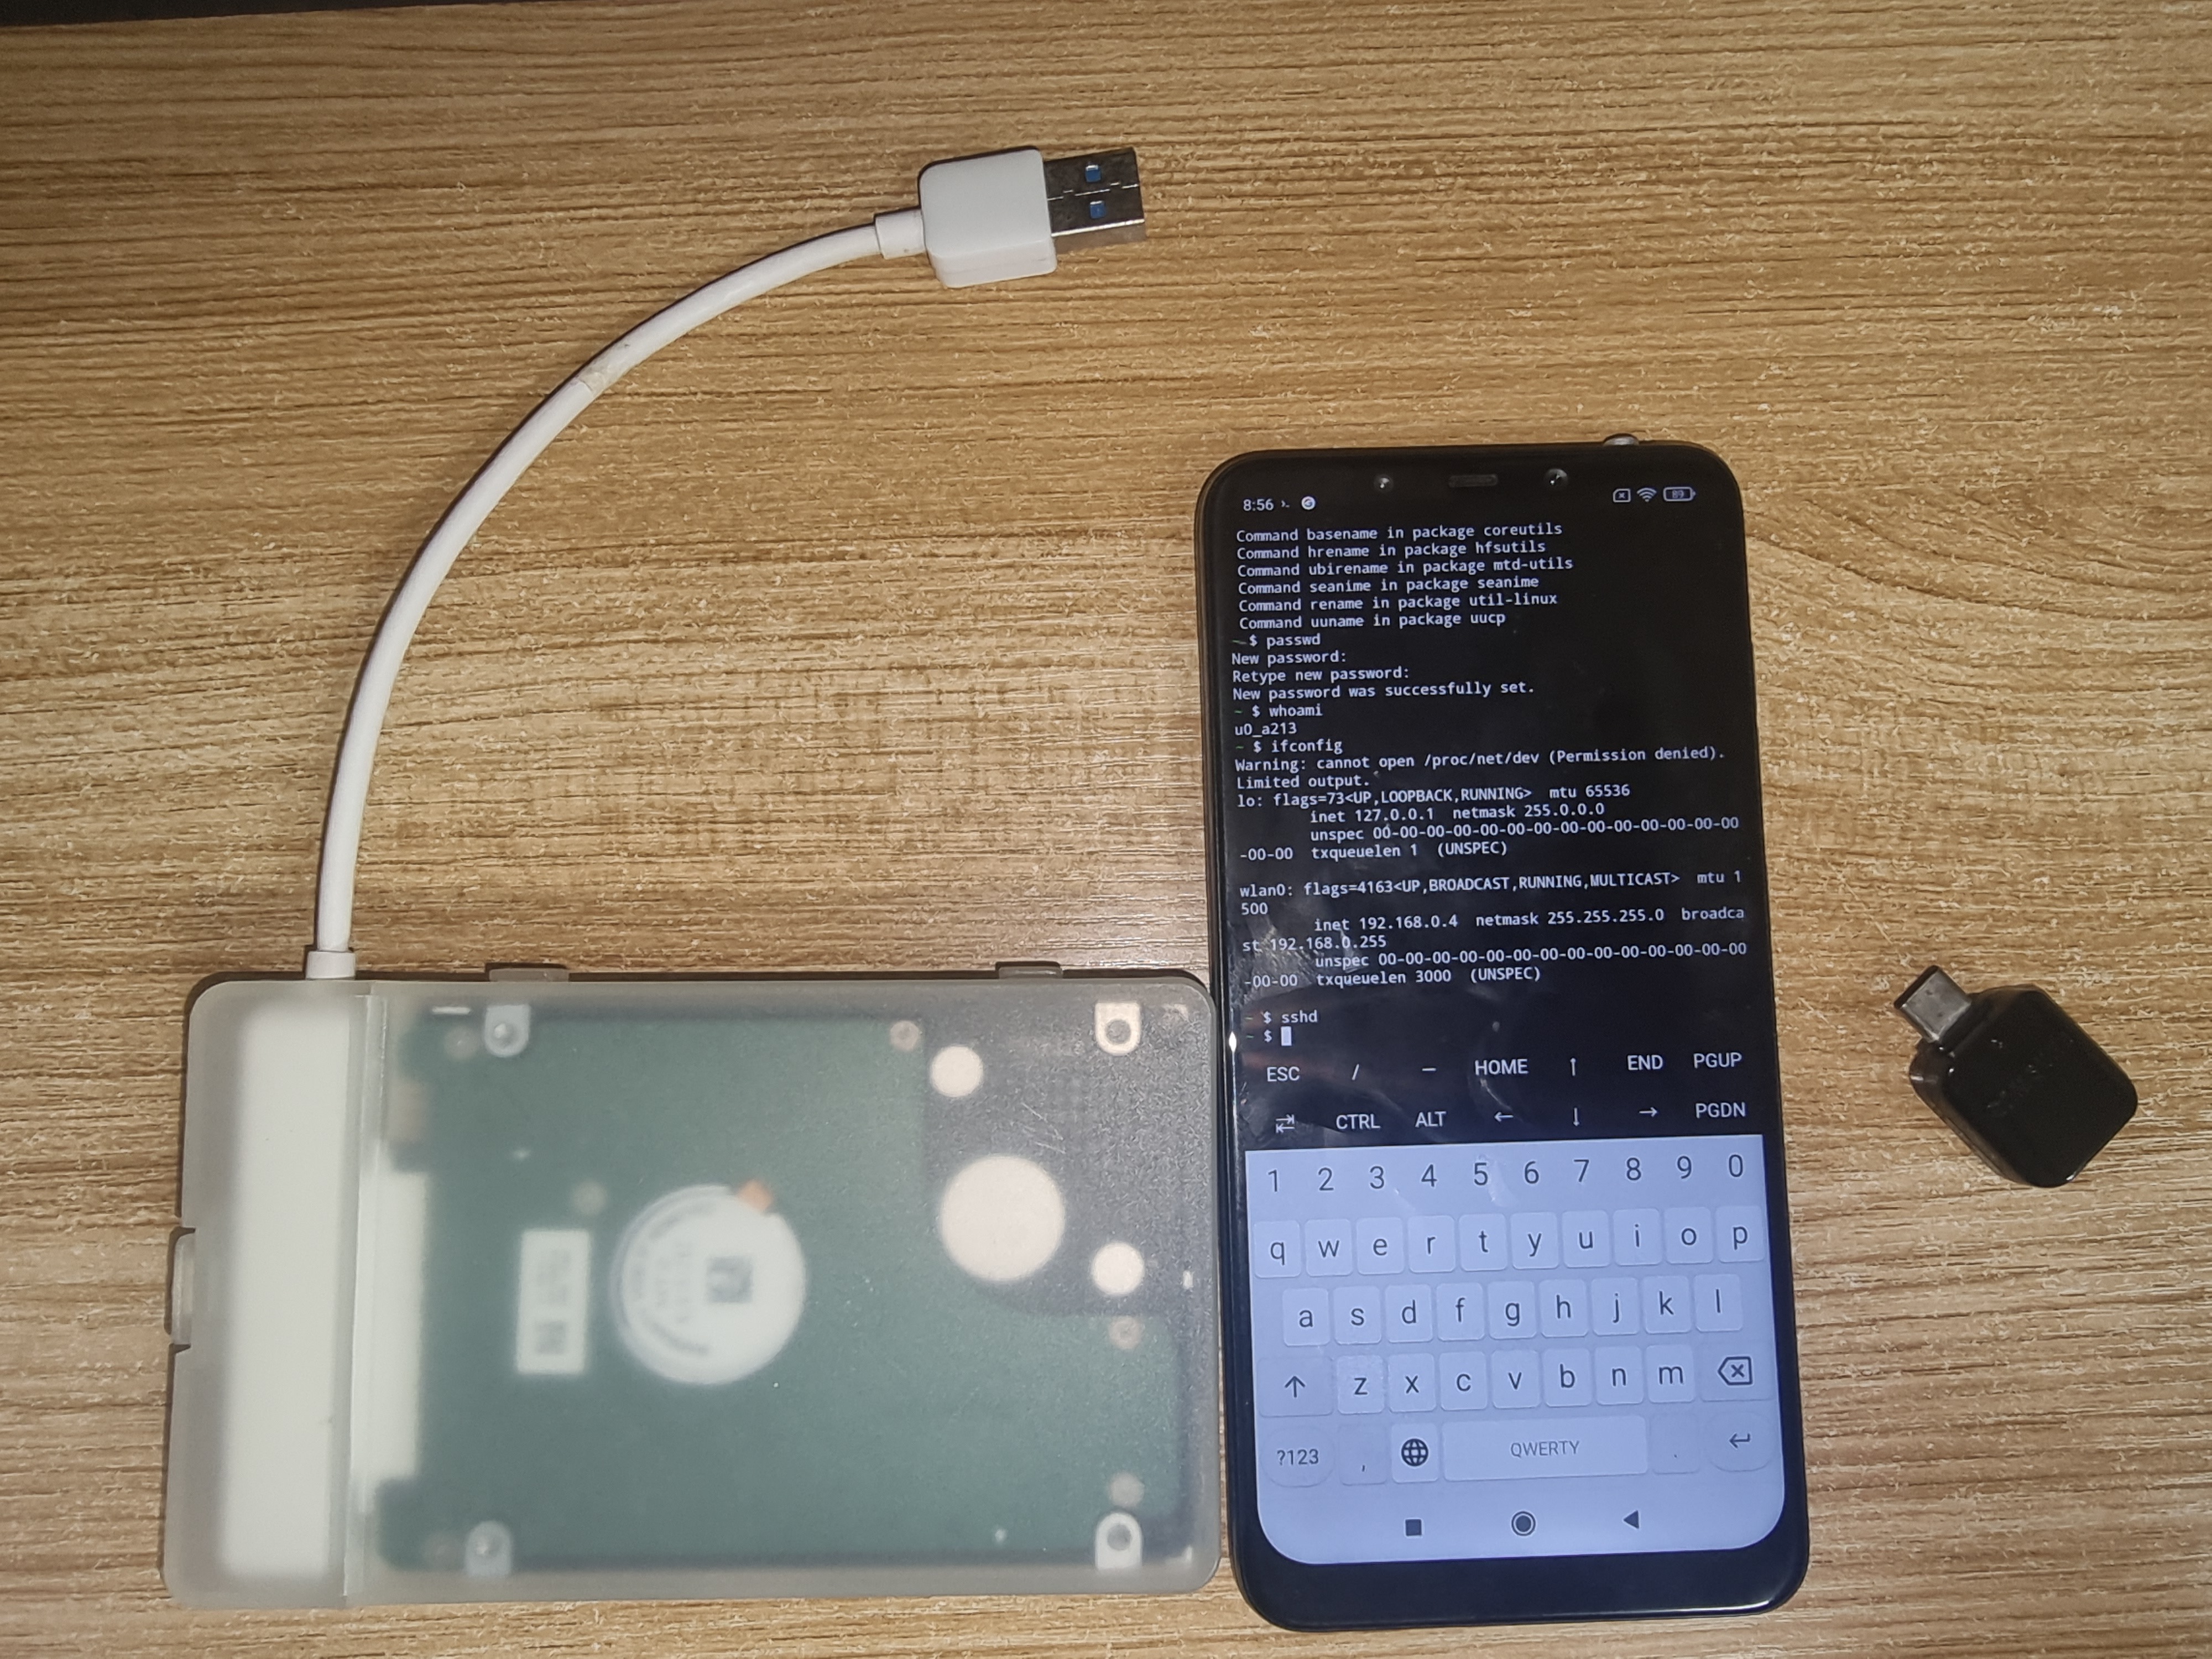 8:56
89
Command basename in package coreutils
Command hrename in package hfsutils
Command ubirename in package mtd-utils
Command seanime in package seanime
Command rename in package util-linux
Command uuname in package uucp
~ $ passwd
New password:
Retype new password:
New password was successfully set.
~ $ whoami
u0_a213
~ $ ifconfig
Warning: cannot open /proc/net/dev (Permission denied).
Limited output.
lo: flags=73<UP,LOOPBACK,RUNNING>  mtu 65536
inet 127.0.0.1  netmask 255.0.0.0
unspec 00-00-00-00-00-00-00-00-00-00-00-00-00-00
-00-00  txqueuelen 1  (UNSPEC)
wlan0: flags=4163<UP,BROADCAST,RUNNING,MULTICAST>  mtu 1
500
inet 192.168.0.4  netmask 255.255.255.0  broadca
st 192.168.0.255
unspec 00-00-00-00-00-00-00-00-00-00-00-00-00-00
-00-00  txqueuelen 3000  (UNSPEC)
~ $ sshd
~ $
ESC / — HOME ↑ END PGUP
⇥ CTRL ALT ← ↓ → PGDN
1 2 3 4 5 6 7 8 9 0
q w e r t y u i o p
a s d f g h j k l
z x c v b n m
?123 , QWERTY .